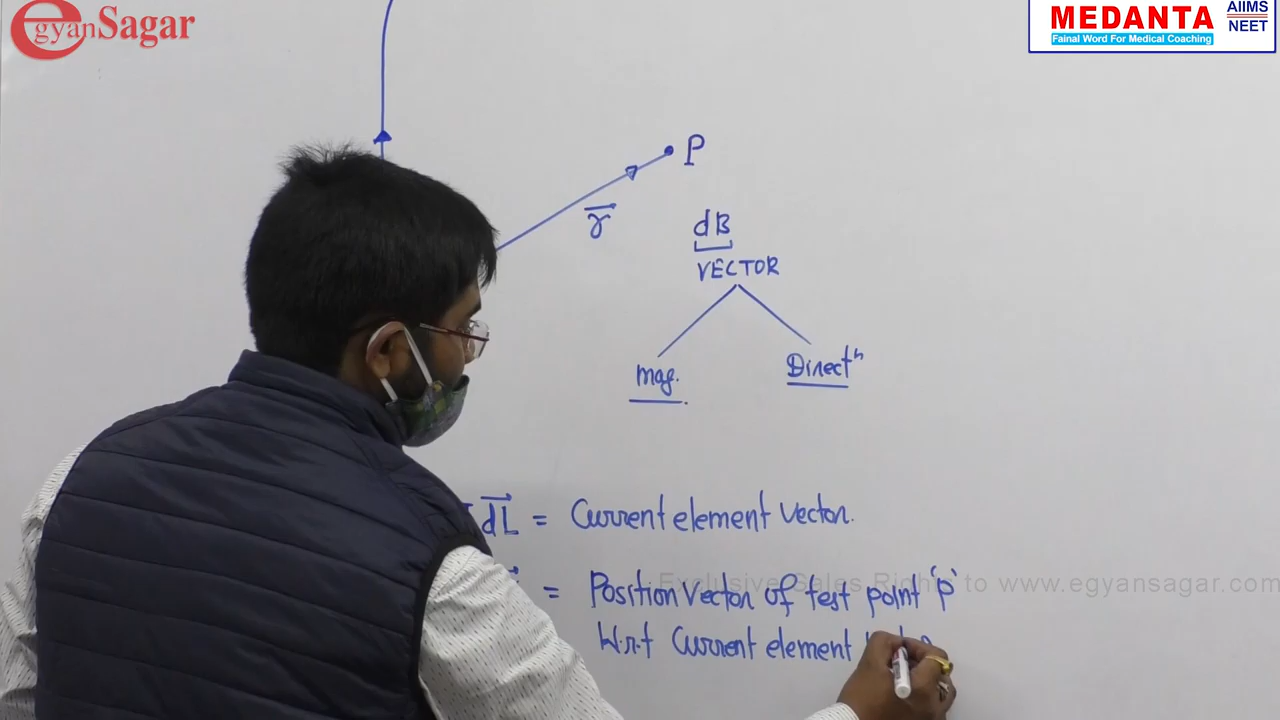 egyanSagar
MEDANTA
Fainal Word For Medical Coaching
AIIMS
NEET
P
r
dB
VECTOR
Mag.
Directⁿ
dL = Current element vector.
= Position vector of test point 'p'
W.r.t Current element
Exclusive Sales Rights to www.egyansagar.com